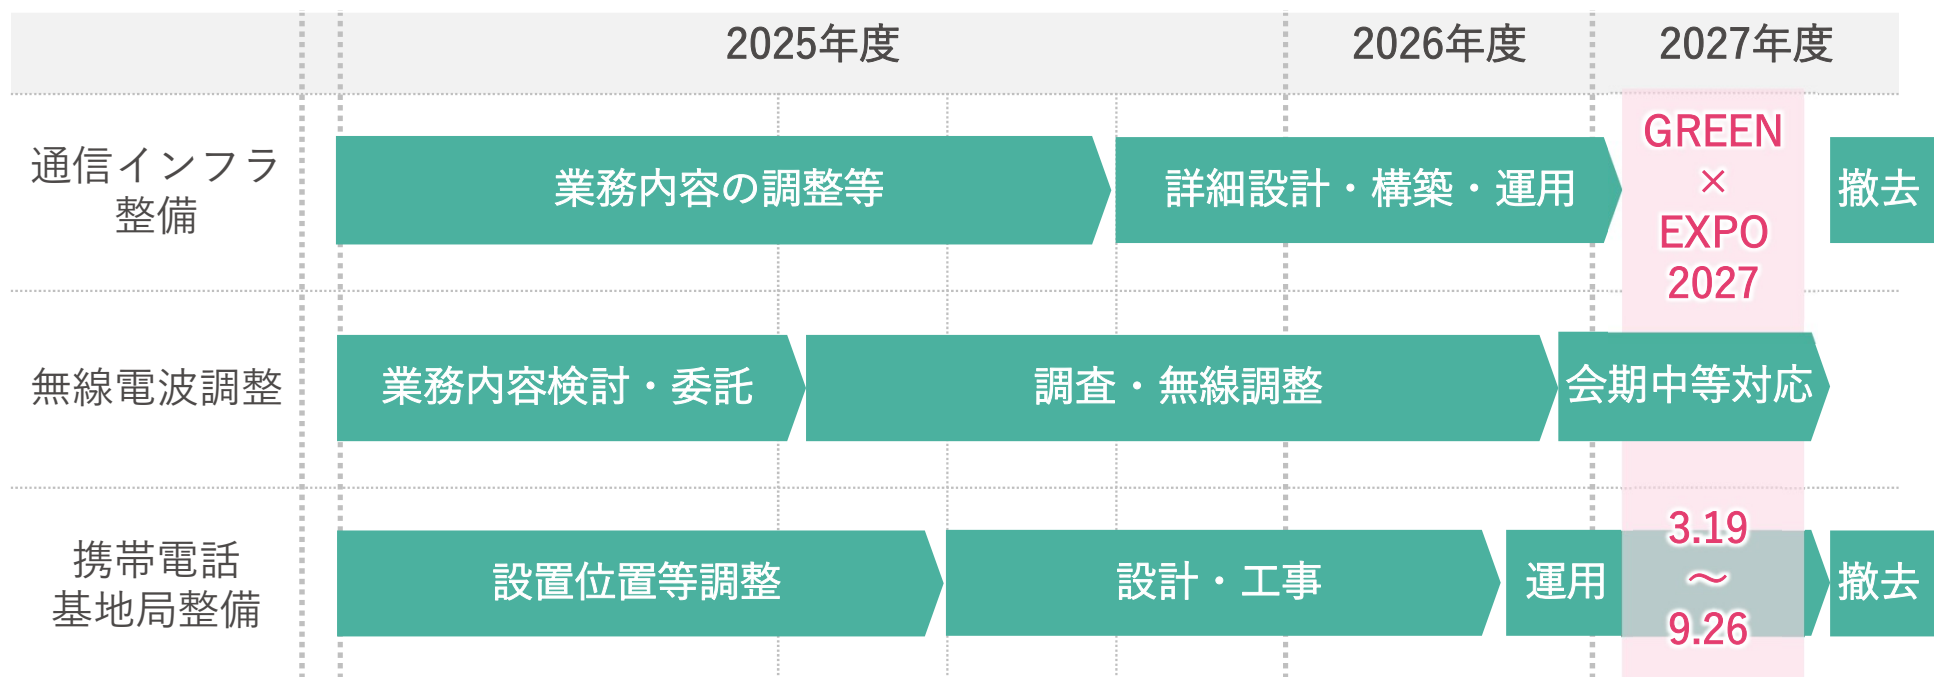 2025年度
2026年度
2027年度
通信インフラ
整備
業務内容の調整等
詳細設計・構築・運用
GREEN
×
EXPO
2027
撤去
無線電波調整
業務内容検討・委託
調査・無線調整
会期中等対応
携帯電話
基地局整備
設置位置等調整
設計・工事
運用
3.19
～
9.26
撤去